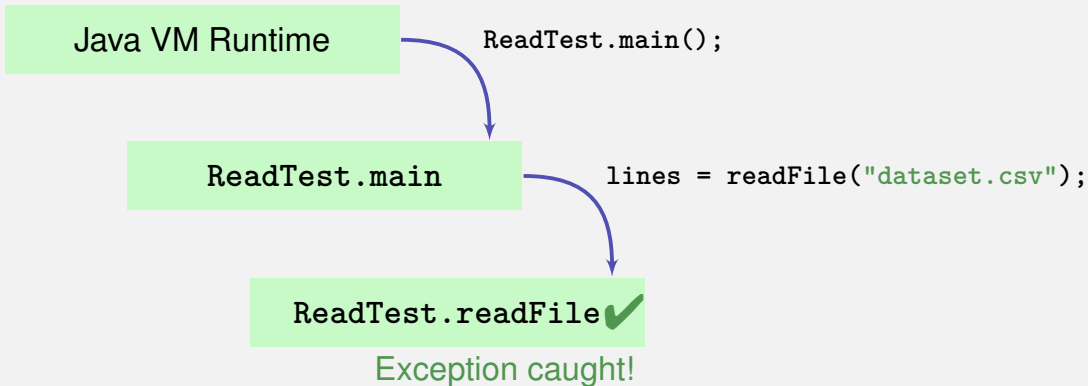 Java VM Runtime
ReadTest.main();
ReadTest.main
lines = readFile("dataset.csv");
ReadTest.readFile
Exception caught!